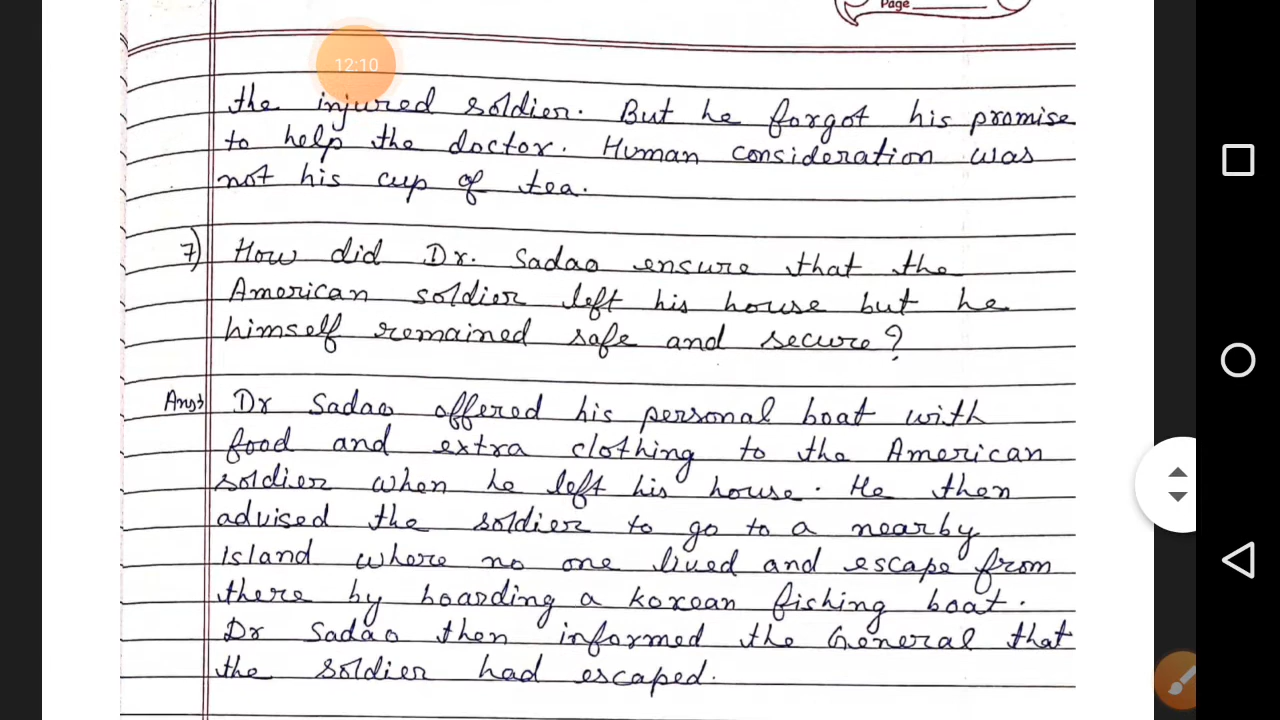 Page
12:10
the injured soldier. But he forgot his promise
to help the doctor. Human consideration was
not his cup of tea.
7) How did Dr. Sadao ensure that the
American soldier left his house but he
himself remained safe and secure?
Ans> Dr Sadao offered his personal boat with
food and extra clothing to the American
soldier when he left his house. He then
advised the soldier to go to a nearby
island where no one lived and escape from
there by boarding a korean fishing boat.
Dr Sadao then informed the General that
the soldier had escaped.